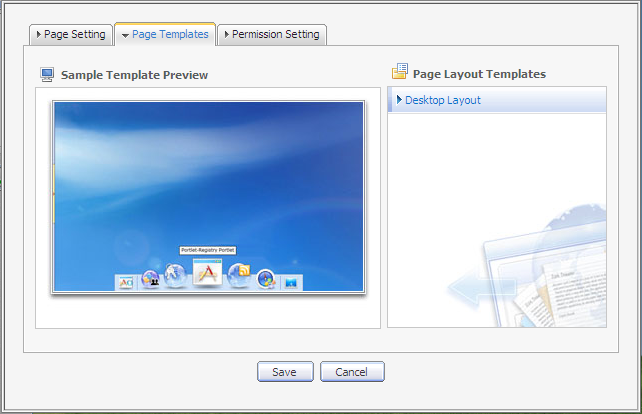 Page Setting
Page Templates
Permission Setting
Sample Template Preview
Page Layout Templates
Desktop Layout
Portlet-Registry Portlet
Save
Cancel